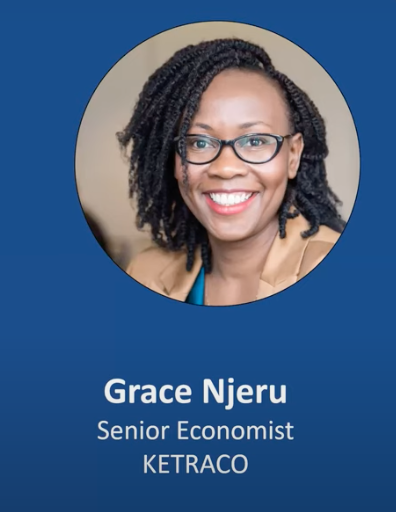 Grace Njeru
Senior Economist
KETRACO